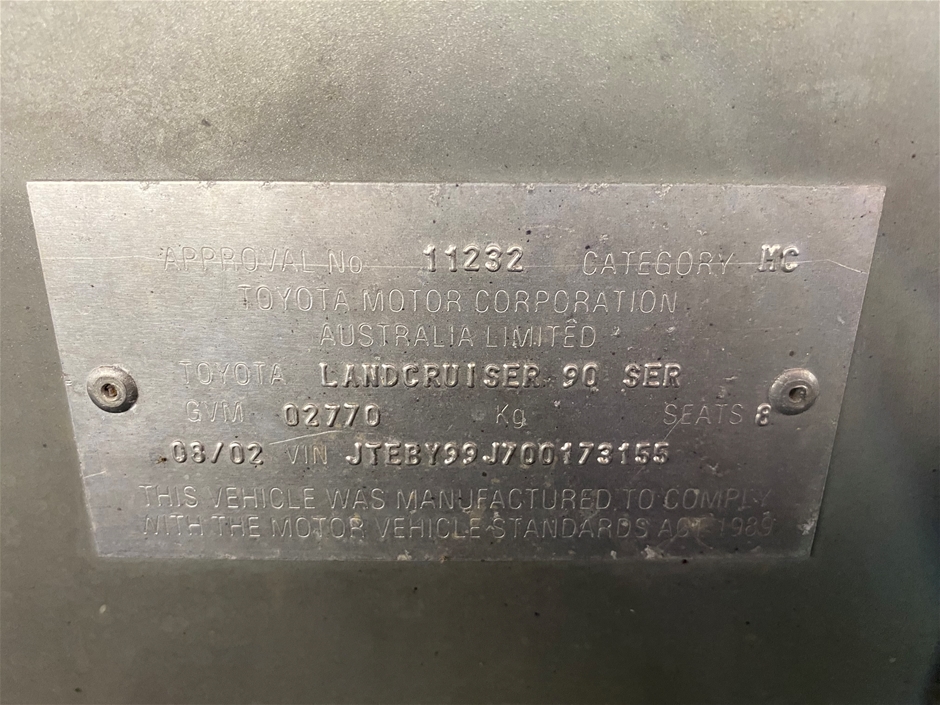 APPROVAL No 11232 CATEGORY MC
TOYOTA MOTOR CORPORATION
AUSTRALIA LIMITED
TOYOTA LANDCRUISER 90 SER
GVM 02770 Kg SEATS 8
08/02 VIN JTEBY99J700173155
THIS VEHICLE WAS MANUFACTURED TO COMPLY
WITH THE MOTOR VEHICLE STANDARDS ACT 1989